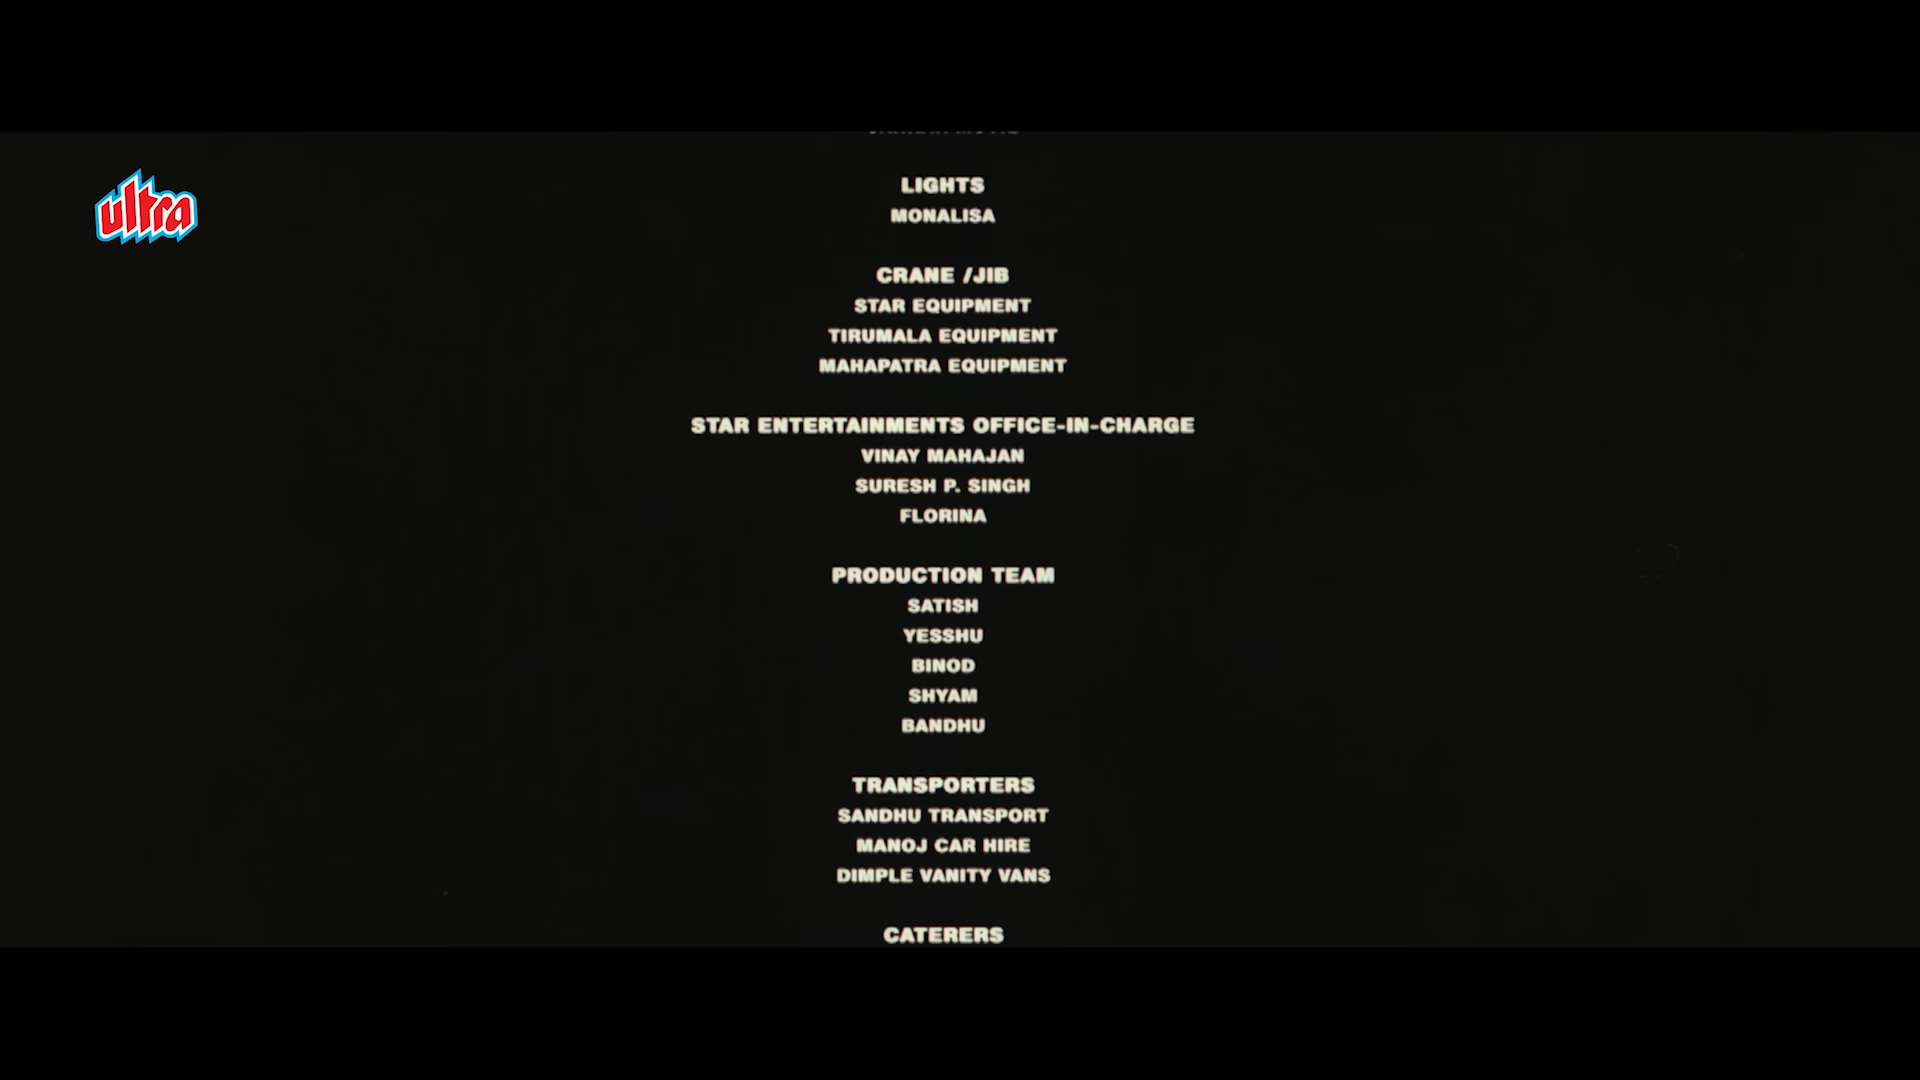 ultra
LIGHTS
MONALISA
CRANE /JIB
STAR EQUIPMENT
TIRUMALA EQUIPMENT
MAHAPATRA EQUIPMENT
STAR ENTERTAINMENTS OFFICE-IN-CHARGE
VINAY MAHAJAN
SURESH P. SINGH
FLORINA
PRODUCTION TEAM
SATISH
YESSHU
BINOD
SHYAM
BANDHU
TRANSPORTERS
SANDHU TRANSPORT
MANOJ CAR HIRE
DIMPLE VANITY VANS
CATERERS